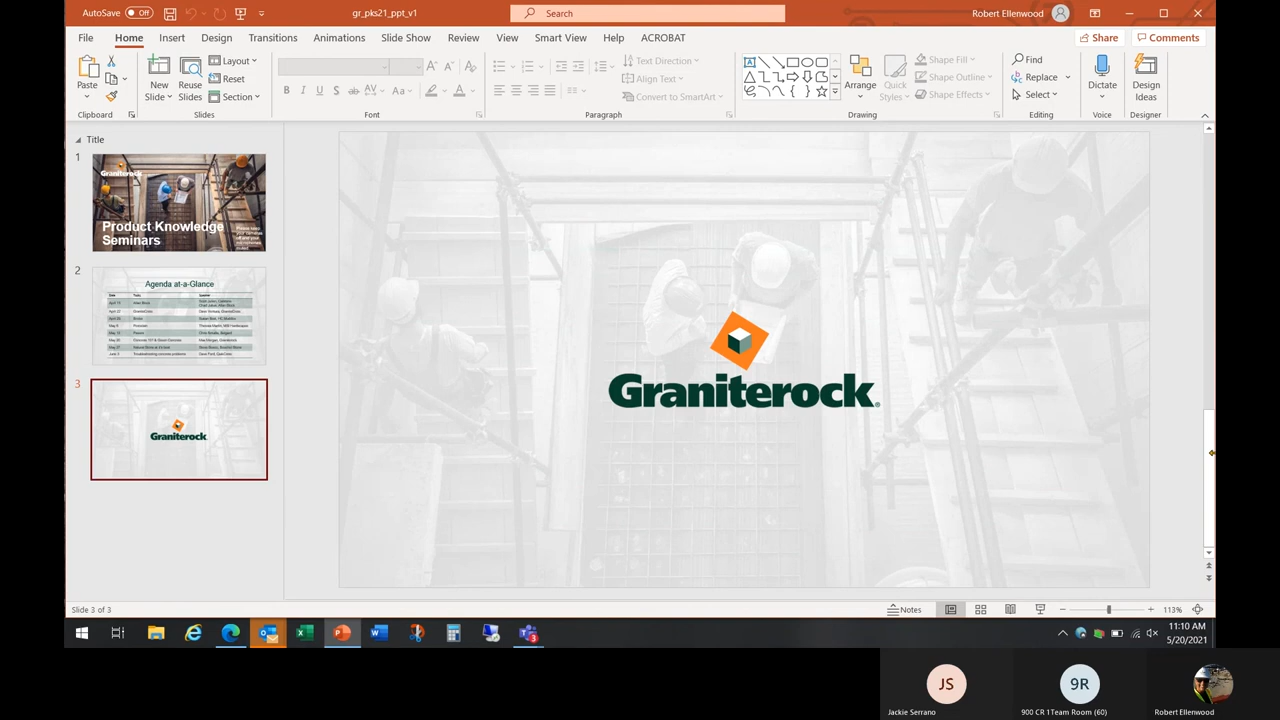 AutoSave Off
gr_pks21_ppt_v1
Search
Robert Ellenwood
File Home Insert Design Transitions Animations Slide Show Review View Smart View Help ACROBAT
Share Comments
Paste
New Slide
Reuse Slides
Layout
Reset
Section
B I U S ab AV Aa A
Text Direction
Align Text
Convert to SmartArt
Arrange
Quick Styles
Shape Fill
Shape Outline
Shape Effects
Find
Replace
Select
Dictate
Design Ideas
Clipboard Slides Font Paragraph Drawing Editing Voice Designer
Title
1
Graniterock
Product Knowledge
Seminars
2
Agenda at-a-Glance
3
Graniterock
Graniterock®
Slide 3 of 3
Notes
113%
11:10 AM
5/20/2021
JS
9R
Jackie Serrano
900 CR 1Team Room (60)
Robert Ellenwood